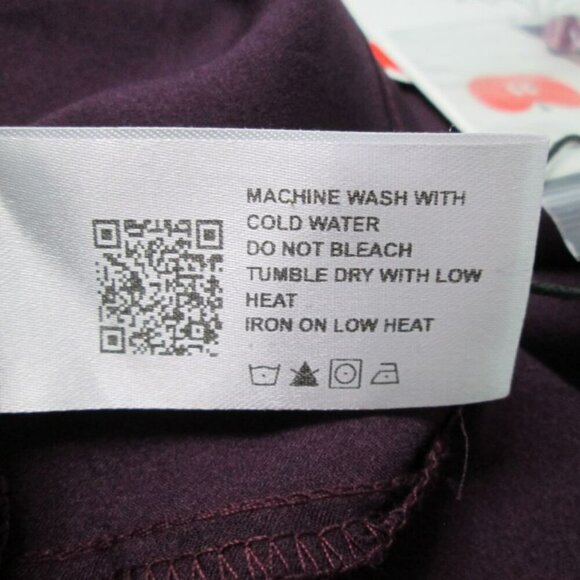 MACHINE WASH WITH
COLD WATER
DO NOT BLEACH
TUMBLE DRY WITH LOW
HEAT
IRON ON LOW HEAT